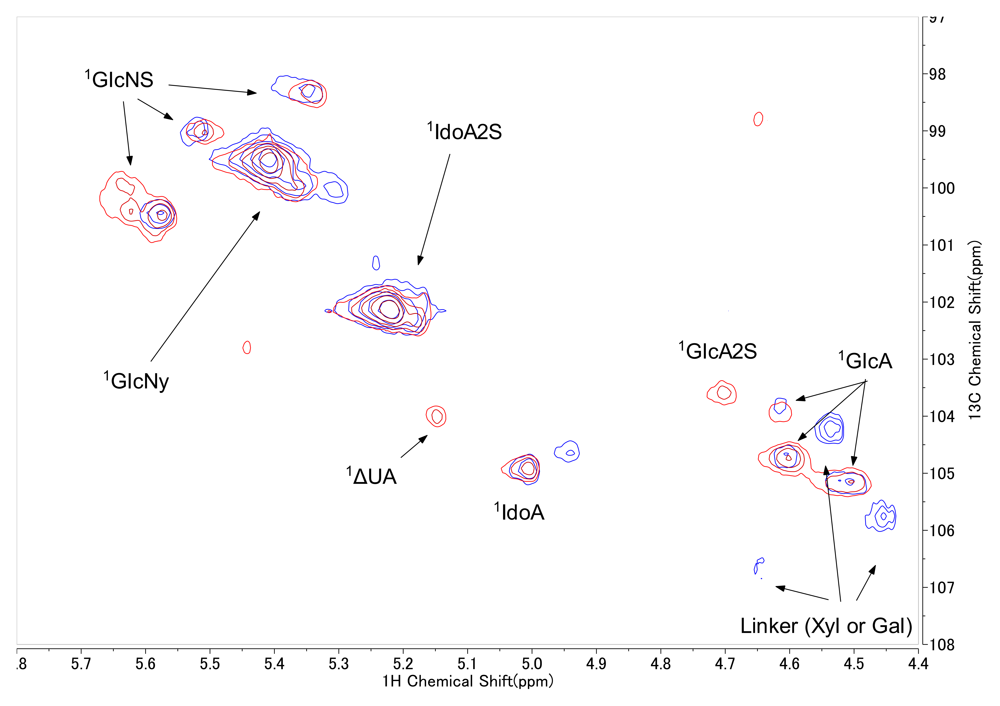 97
¹GlcNS
98
¹IdoA2S
99
100
101
102
¹GlcA2S
¹GlcA
103
¹GlcNy
13C Chemical Shift(ppm)
104
¹ΔUA
105
¹IdoA
106
107
Linker (Xyl or Gal)
108
.8 5.7 5.6 5.5 5.4 5.3 5.2 5.1 5.0 4.9 4.8 4.7 4.6 4.5 4.4
1H Chemical Shift(ppm)